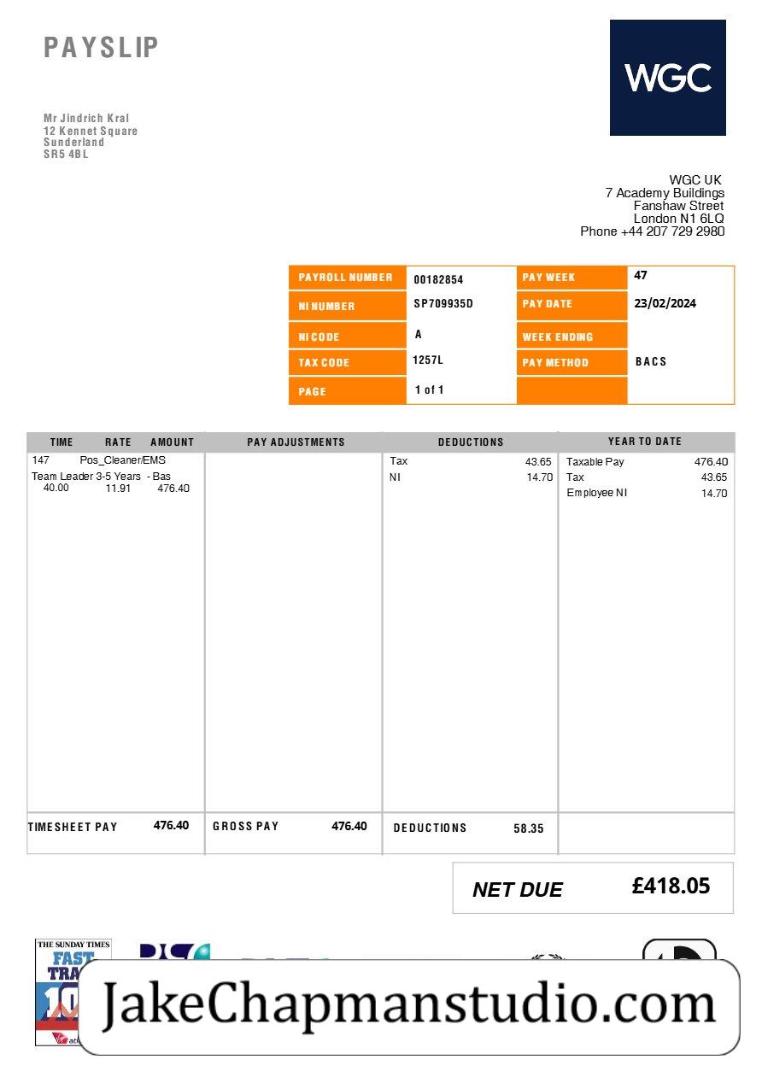 PAYSLIP
WGC
Mr Jindrich Kral
12 Kennet Square
Sunderland
SR5 4BL
WGC UK
7 Academy Buildings
Fanshaw Street
London N1 6LQ
Phone +44 207 729 2980
PAYROLL NUMBER 00182854 PAY WEEK 47
NI NUMBER SP709935D PAY DATE 23/02/2024
NI CODE A WEEK ENDING
TAX CODE 1257L PAY METHOD BACS
PAGE 1 of 1
TIME RATE AMOUNT PAY ADJUSTMENTS DEDUCTIONS YEAR TO DATE
147 Pos_Cleaner/EMS Tax 43.65 Taxable Pay 476.40
Team Leader 3-5 Years - Bas NI 14.70 Tax 43.65
40.00 11.91 476.40 Employee NI 14.70
TIMESHEET PAY 476.40 GROSS PAY 476.40 DEDUCTIONS 58.35
NET DUE £418.05
THE SUNDAY TIMES
FAST
JakeChapmanstudio.com